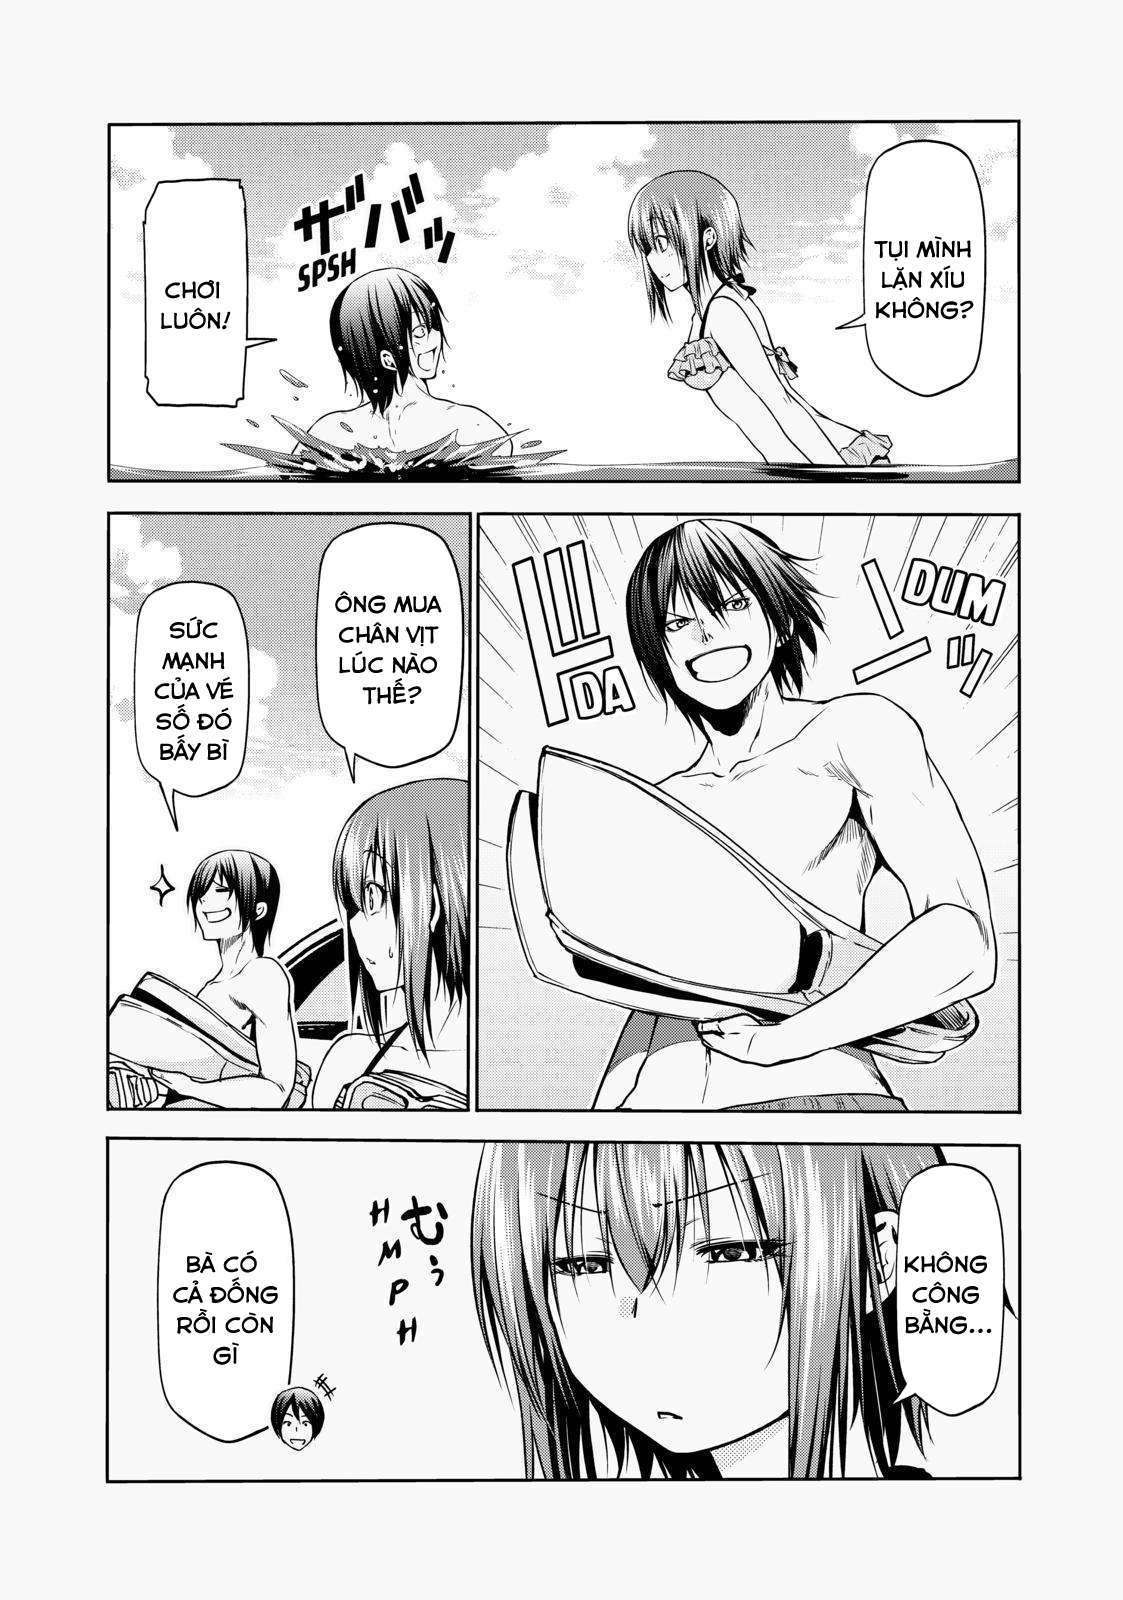 TỤI MÌNH
LẶN XÍU
KHÔNG?
ザバッ
SPSH
CHƠI
LUÔN!
DUM
DA
ÔNG MUA
CHÂN VỊT
LÚC NÀO
THẾ?
SỨC
MẠNH
CỦA VÉ
SỐ ĐÓ
BẤY BÌ
KHÔNG
CÔNG
BẰNG...
むぅ
HMPH
BÀ CÓ
CẢ ĐỐNG
RỒI CÒN
GÌ